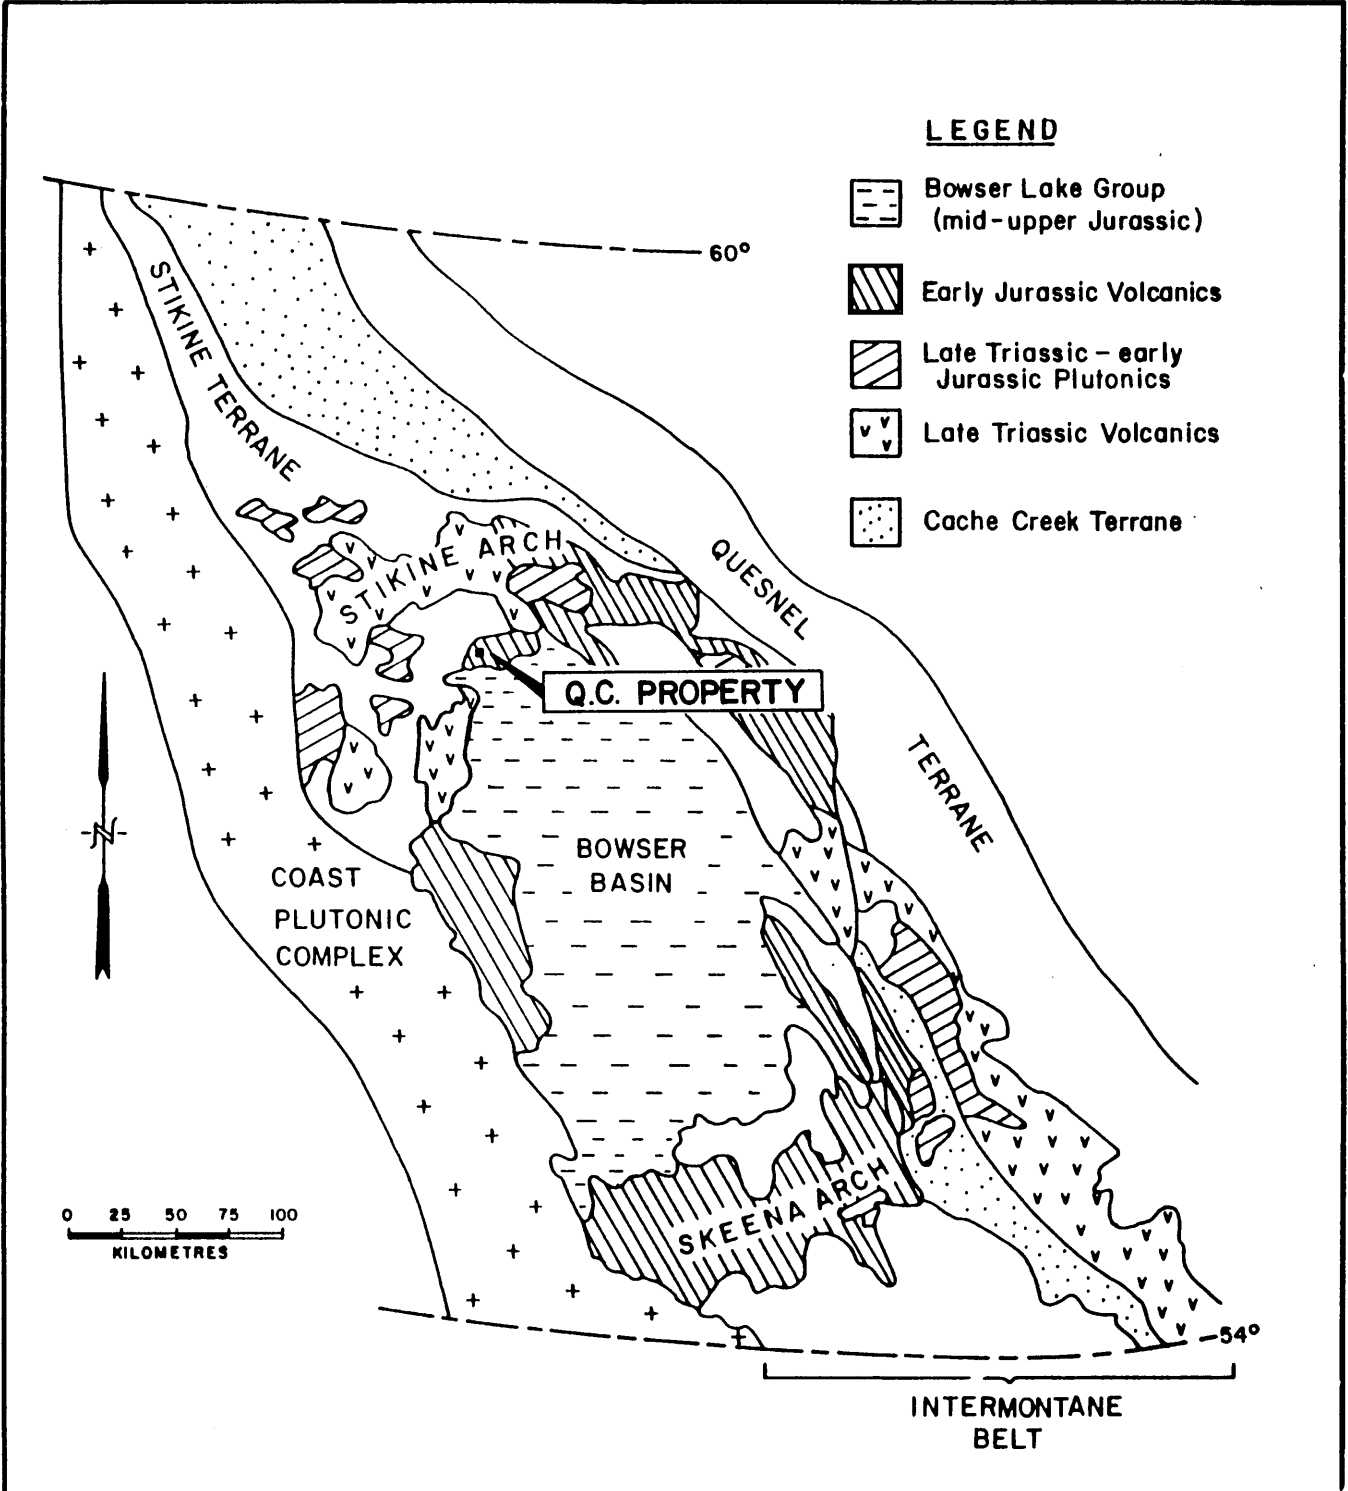 LEGEND
Bowser Lake Group
(mid-upper Jurassic)
Early Jurassic Volcanics
Late Triassic - early
Jurassic Plutonics
Late Triassic Volcanics
Cache Creek Terrane
60°
STIKINE TERRANE
STIKINE ARCH
QUESNEL
TERRANE
Q.C. PROPERTY
N
BOWSER
BASIN
COAST
PLUTONIC
COMPLEX
SKEENA ARCH
0 25 50 75 100
KILOMETRES
54°
INTERMONTANE
BELT